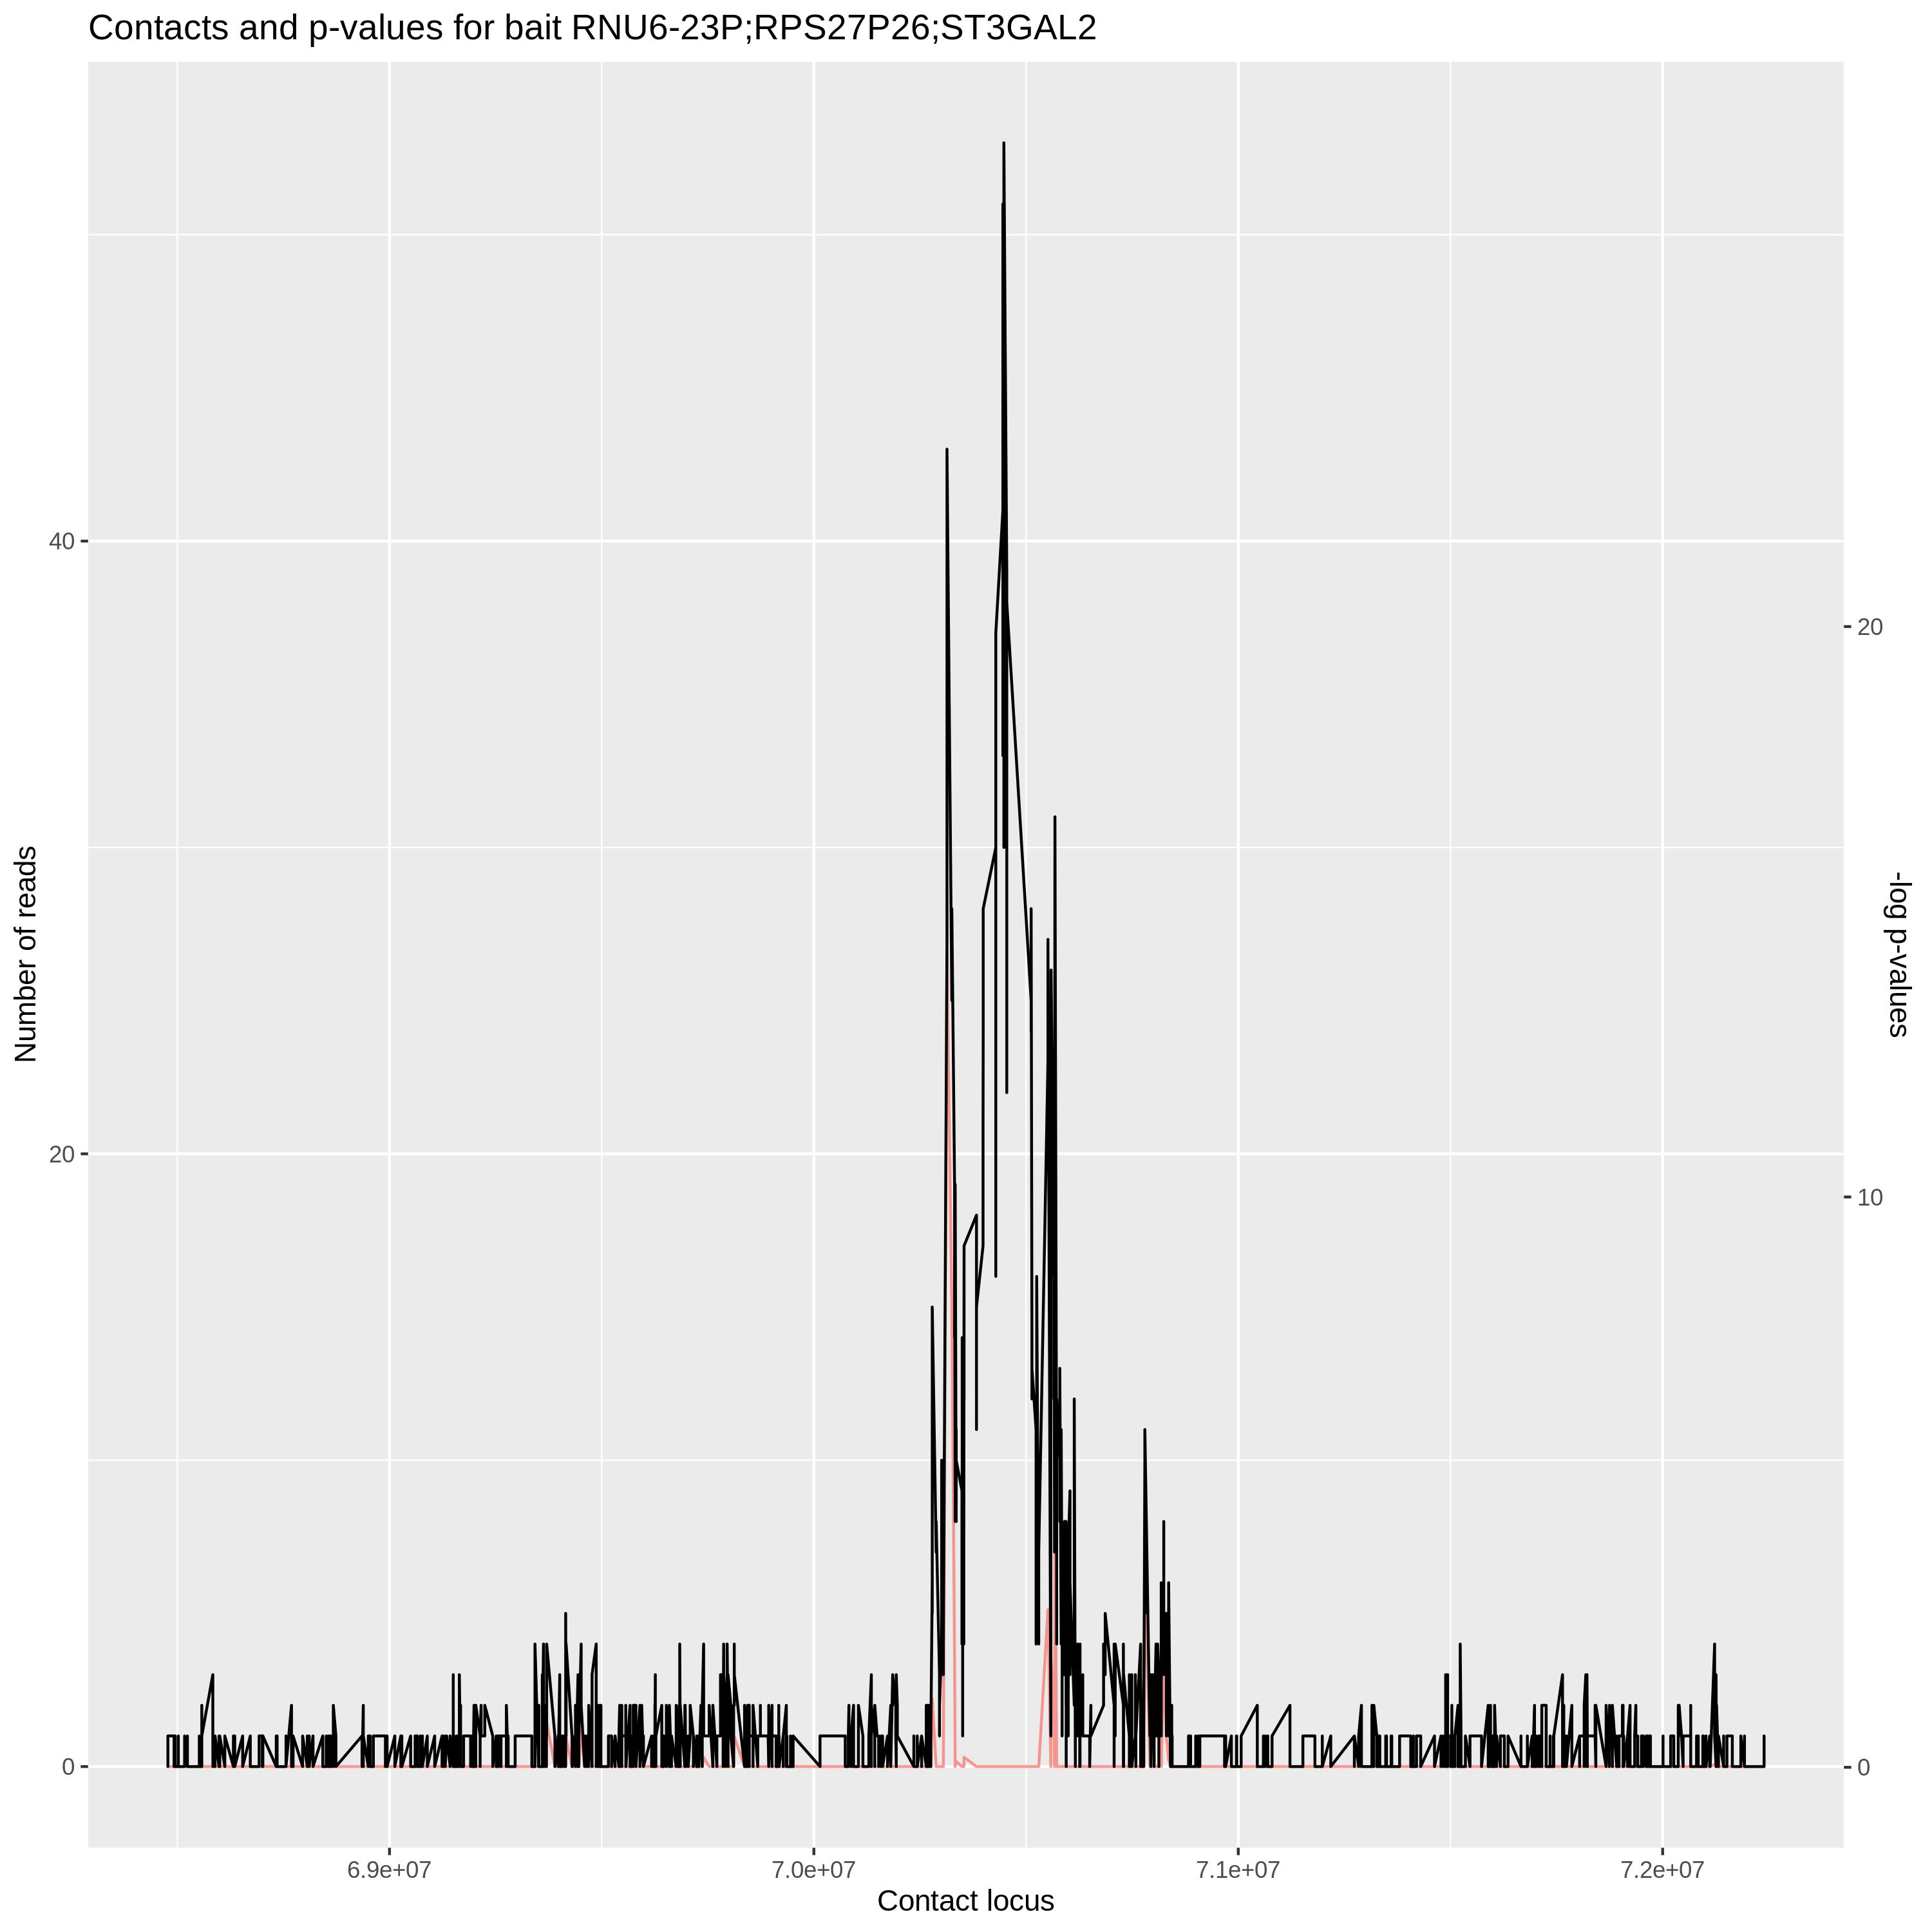 Contacts and p-values for bait RNU6-23P;RPS27P26;ST3GAL2
40
20
0
Number of reads
20
10
0
-log p-values
6.9e+07
7.0e+07
7.1e+07
7.2e+07
Contact locus